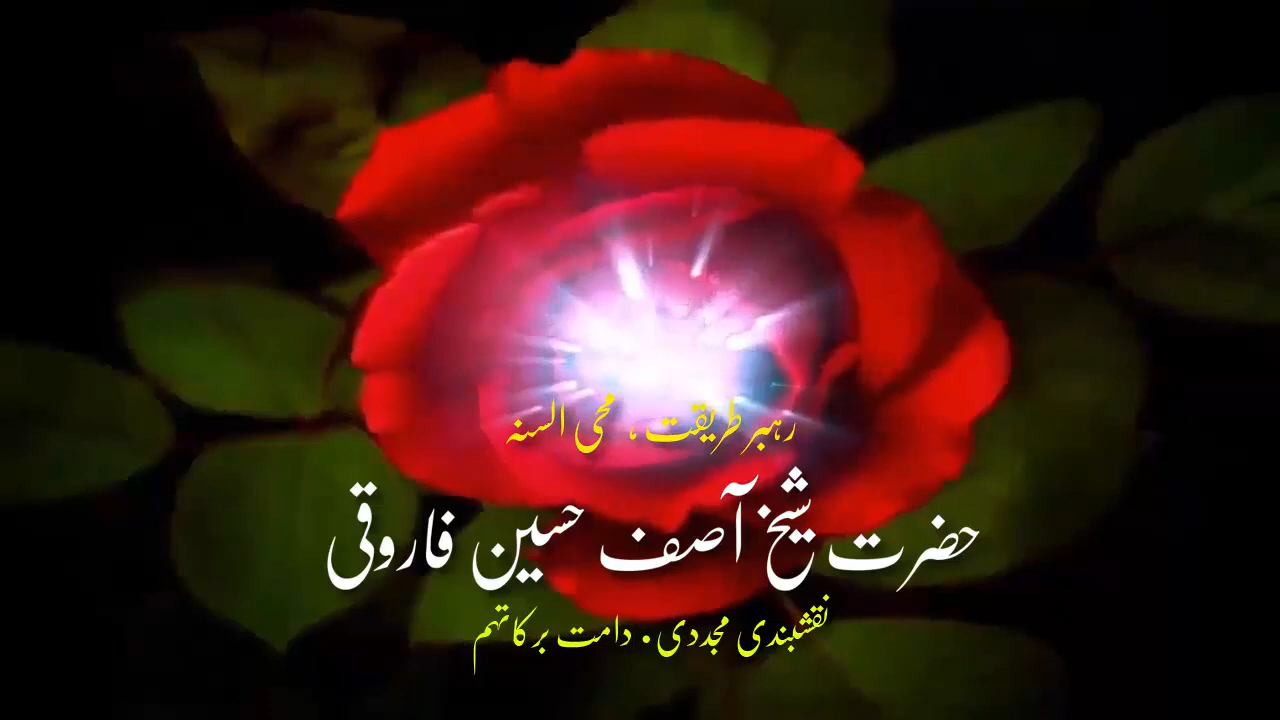 رہبر طریقت، محی السنہ
حضرت شیخ آصف حسین فاروقی
نقشبندی مجددی. دامت برکاتہم